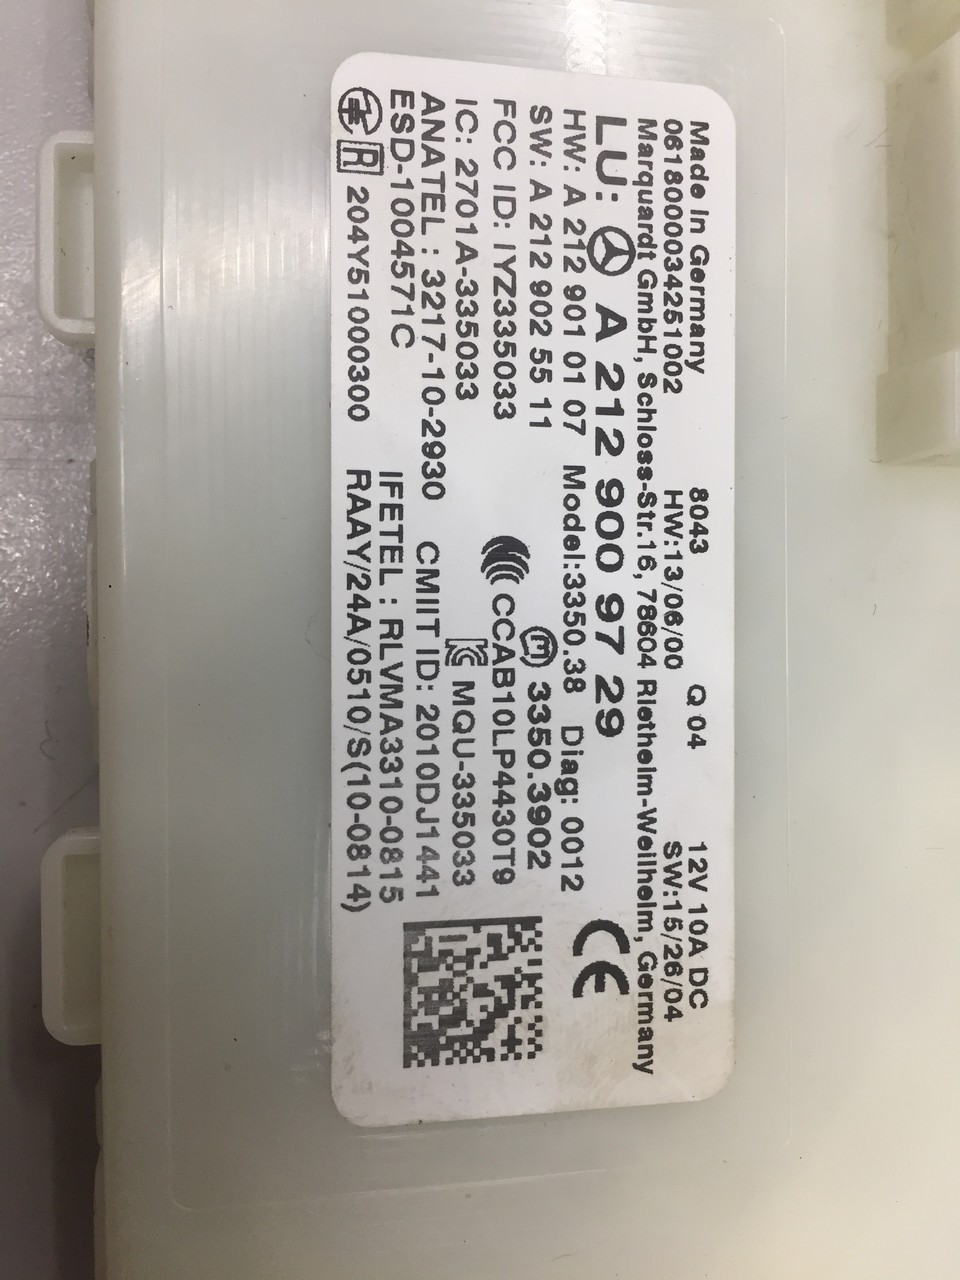 Made in Germany 8043 Q 04 12V 10A DC
0618000034251002 HW:13/06/00 SW:15/26/04
Marquardt GmbH, Schloss-Str.16, 78604 Rietheim-Weilheim, Germany
LU: A 212 900 97 29 CE
HW: A 212 901 01 07 Model:3350.38 Diag: 0012
SW: A 212 902 55 11 3350.3902
FCC ID: IYZ335033 CCAB10LP4430T9
IC: 2701A-335033 MQU-335033
ANATEL : 3217-10-2930 CMIIT ID: 2010DJ1441
ESD-1004571C IFETEL : RLVMA3310-0815
R 204Y51000300 RAAY/24A/0510/S(10-0814)